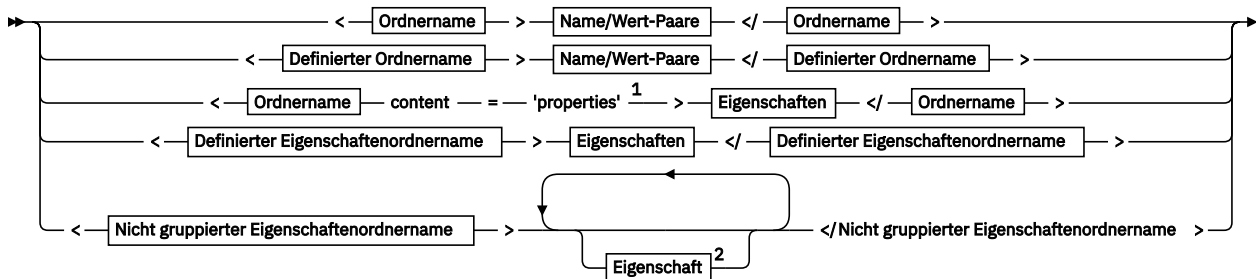 < Ordnername > Name/Wert-Paare </ Ordnername >
< Definierter Ordnername > Name/Wert-Paare </ Definierter Ordnername >
< Ordnername content = 'properties' 1 > Eigenschaften </ Ordnername >
< Definierter Eigenschaftenordnername > Eigenschaften </ Definierter Eigenschaftenordnername >
< Nicht gruppierter Eigenschaftenordnername > </Nicht gruppierter Eigenschaftenordnername >
Eigenschaft 2